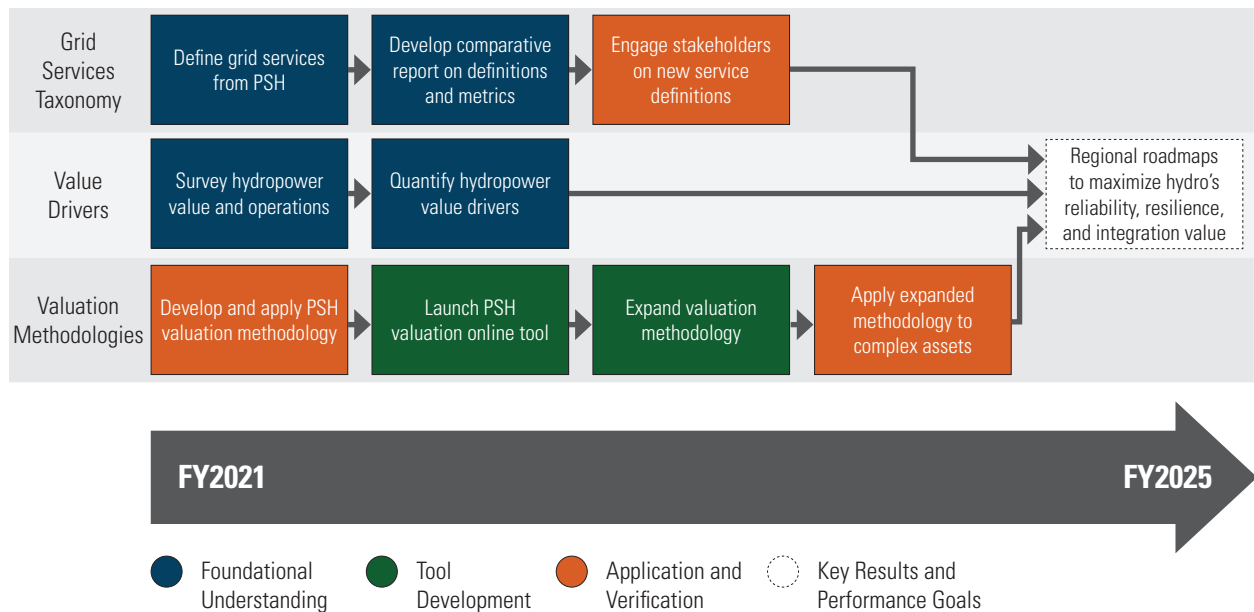 Grid
Services
Taxonomy
Define grid services
from PSH
Develop comparative
report on definitions
and metrics
Engage stakeholders
on new service
definitions
Value
Drivers
Survey hydropower
value and operations
Quantify hydropower
value drivers
Regional roadmaps
to maximize hydro’s
reliability, resilience,
and integration value
Valuation
Methodologies
Develop and apply PSH
valuation methodology
Launch PSH
valuation online tool
Expand valuation
methodology
Apply expanded
methodology to
complex assets
FY2021
FY2025
Foundational
Understanding
Tool
Development
Application and
Verification
Key Results and
Performance Goals